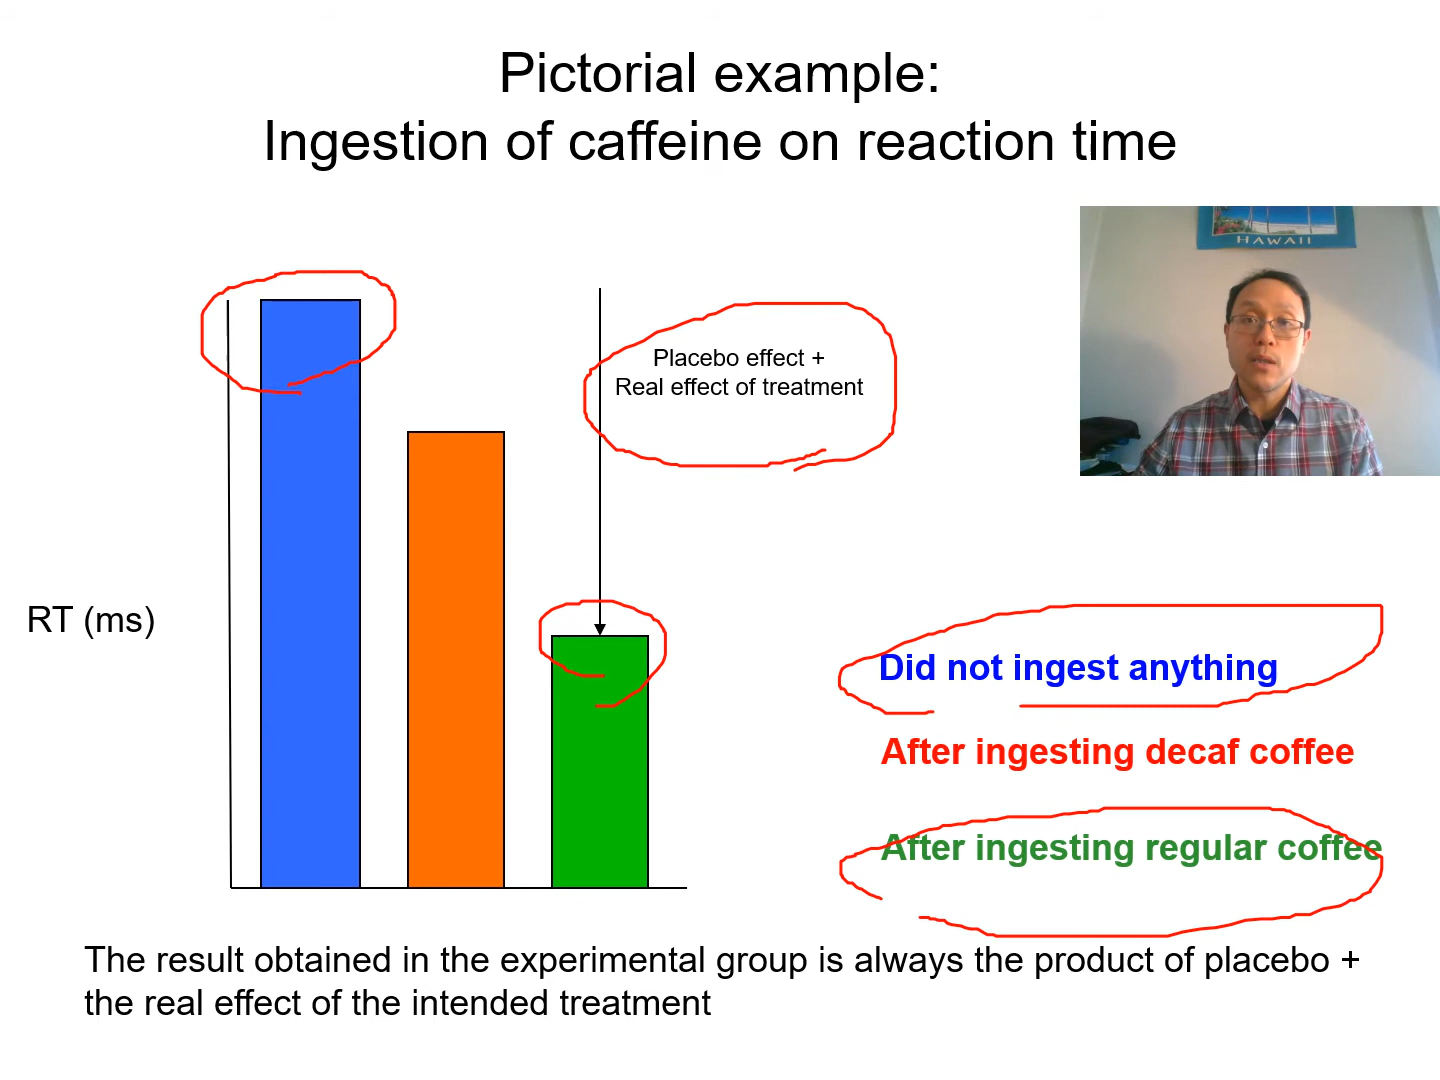 Pictorial example:
Ingestion of caffeine on reaction time
HAWAII
Placebo effect +
Real effect of treatment
RT (ms)
Did not ingest anything
After ingesting decaf coffee
After ingesting regular coffee
The result obtained in the experimental group is always the product of placebo +
the real effect of the intended treatment